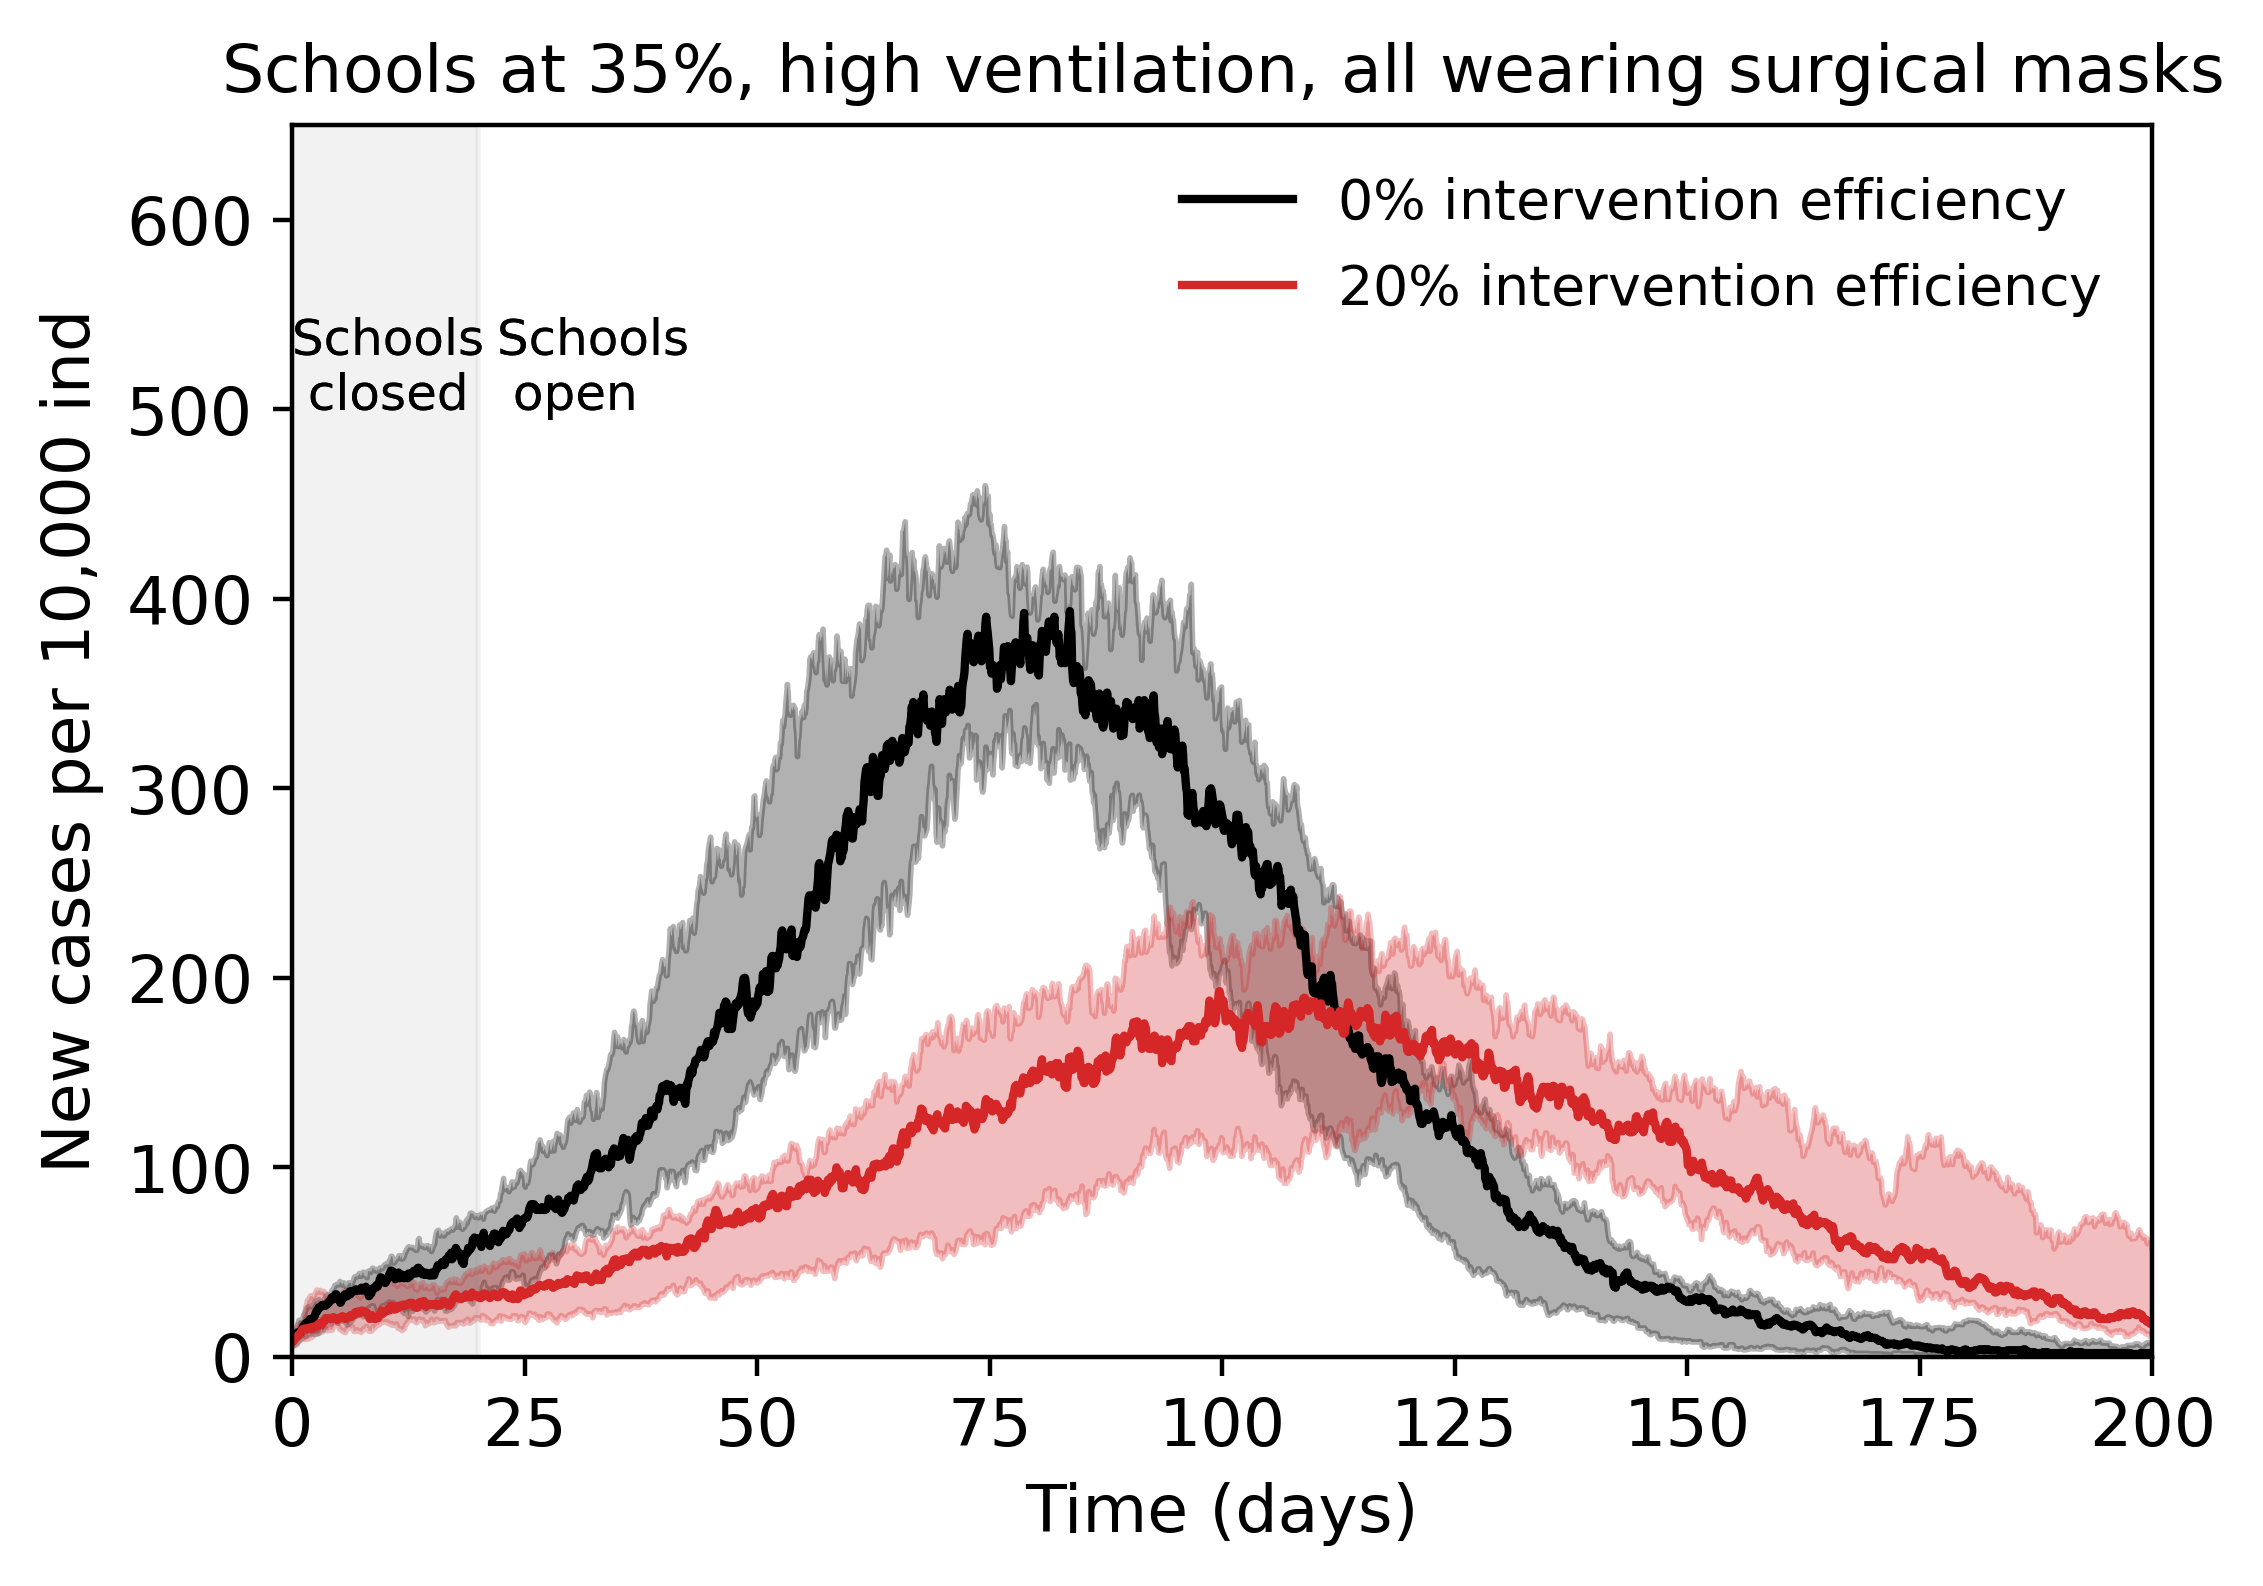 Schools at 35%, high ventilation, all wearing surgical masks
0% intervention efficiency
20% intervention efficiency
Schools
closed
Schools
open
New cases per 10,000 ind
600
500
400
300
200
100
0
0 25 50 75 100 125 150 175 200
Time (days)